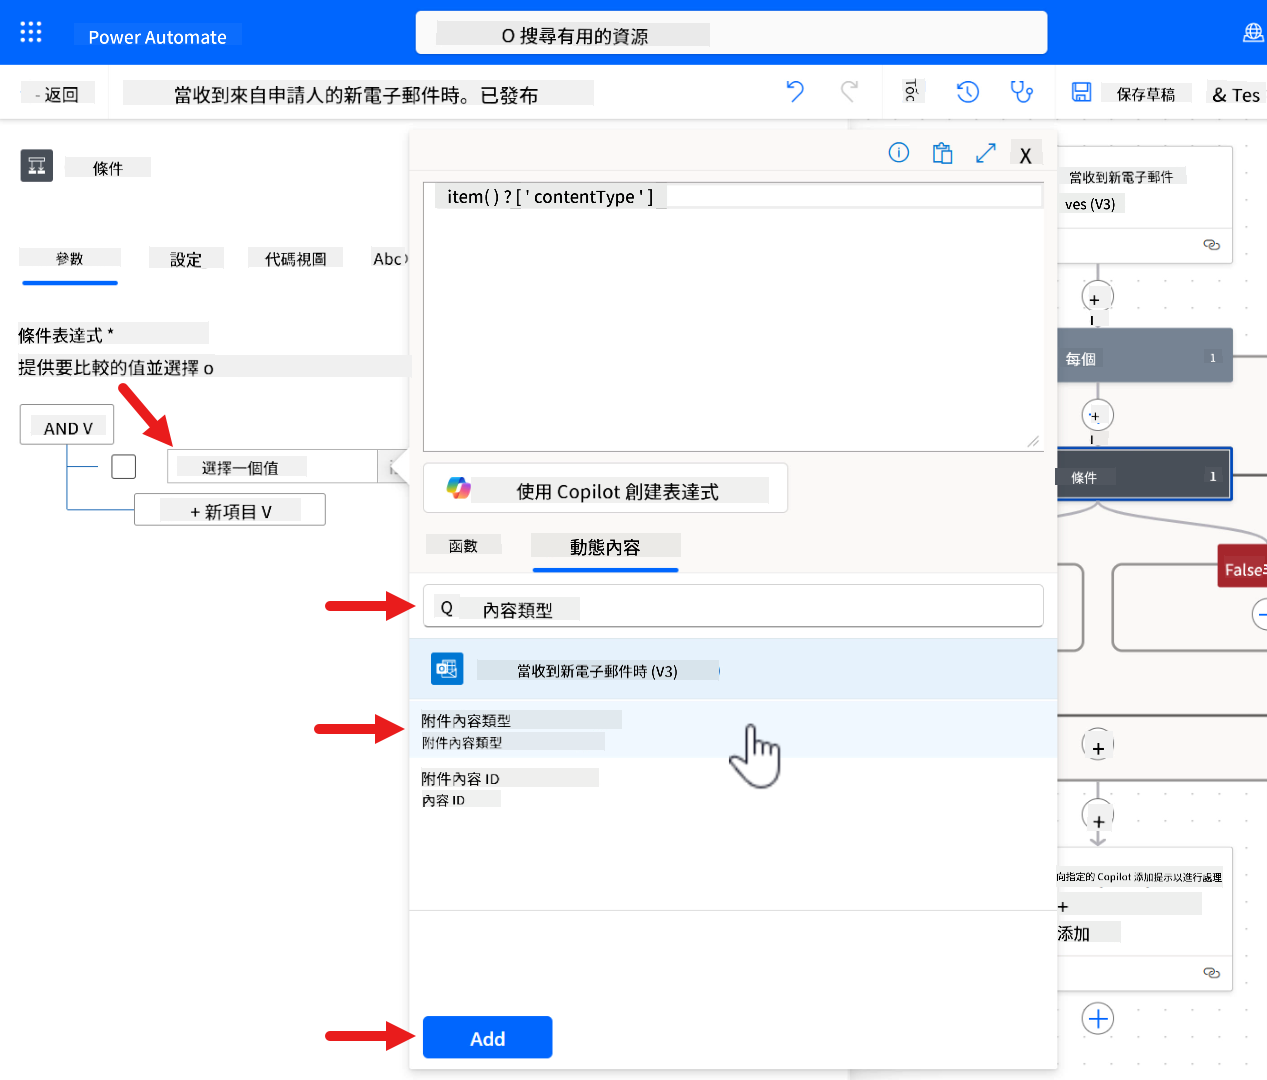 Power Automate
O 搜尋有用的資源
- 返回
當收到來自申請人的新電子郵件時。已發布
保存草稿
& Tes
條件
X
item( ) ? [ ' contentType ' ]
當收到新電子郵件
ves (V3)
參數
設定
代碼視圖
Abc
條件表達式 *
提供要比較的值並選擇 o
每個
1
AND V
選擇一個值
條件
1
+ 新項目 V
使用 Copilot 創建表達式
函數
動態內容
False
Q 內容類型
當收到新電子郵件時 (V3)
附件內容類型
附件內容類型
附件內容 ID
內容 ID
向指定的 Copilot 添加提示以進行處理
+
添加
Add